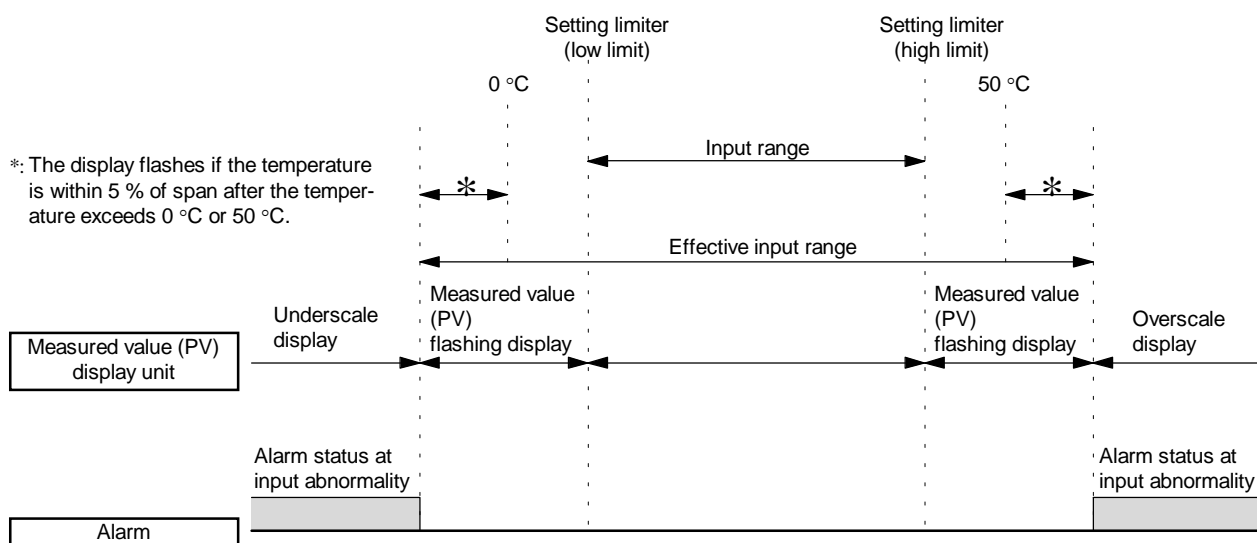 Setting limiter
(low limit)
Setting limiter
(high limit)
0 °C
50 °C
*: The display flashes if the temperature
is within 5 % of span after the temper-
ature exceeds 0 °C or 50 °C.
Input range
*
*
Effective input range
Underscale
display
Measured value
(PV)
flashing display
Measured value
(PV)
flashing display
Overscale
display
Measured value (PV)
display unit
Alarm status at
input abnormality
Alarm status at
input abnormality
Alarm